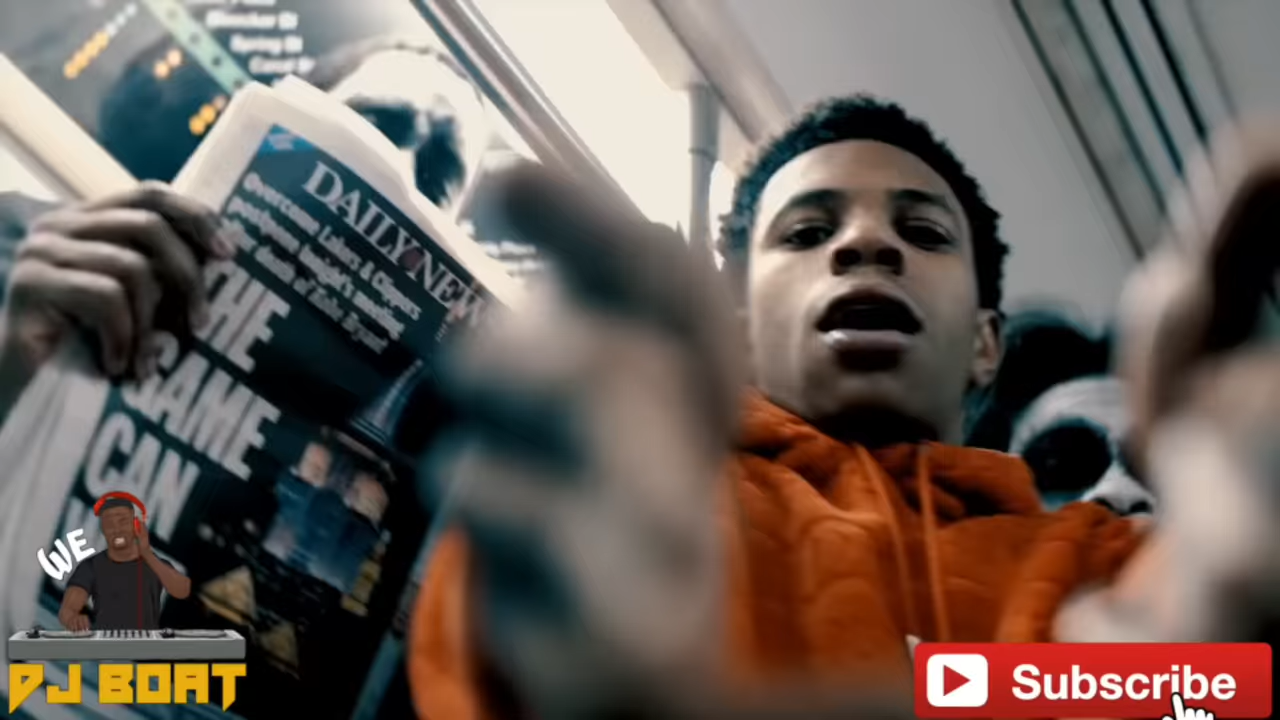 Bleecker St
Spring St
Canal St
DAILY NEWS
Overcome Lakers & Clippers
postpone tonight's meeting
after death of Kobe Bryant
THE
GAME
CAN
WE
DJ BOAT
Subscribe